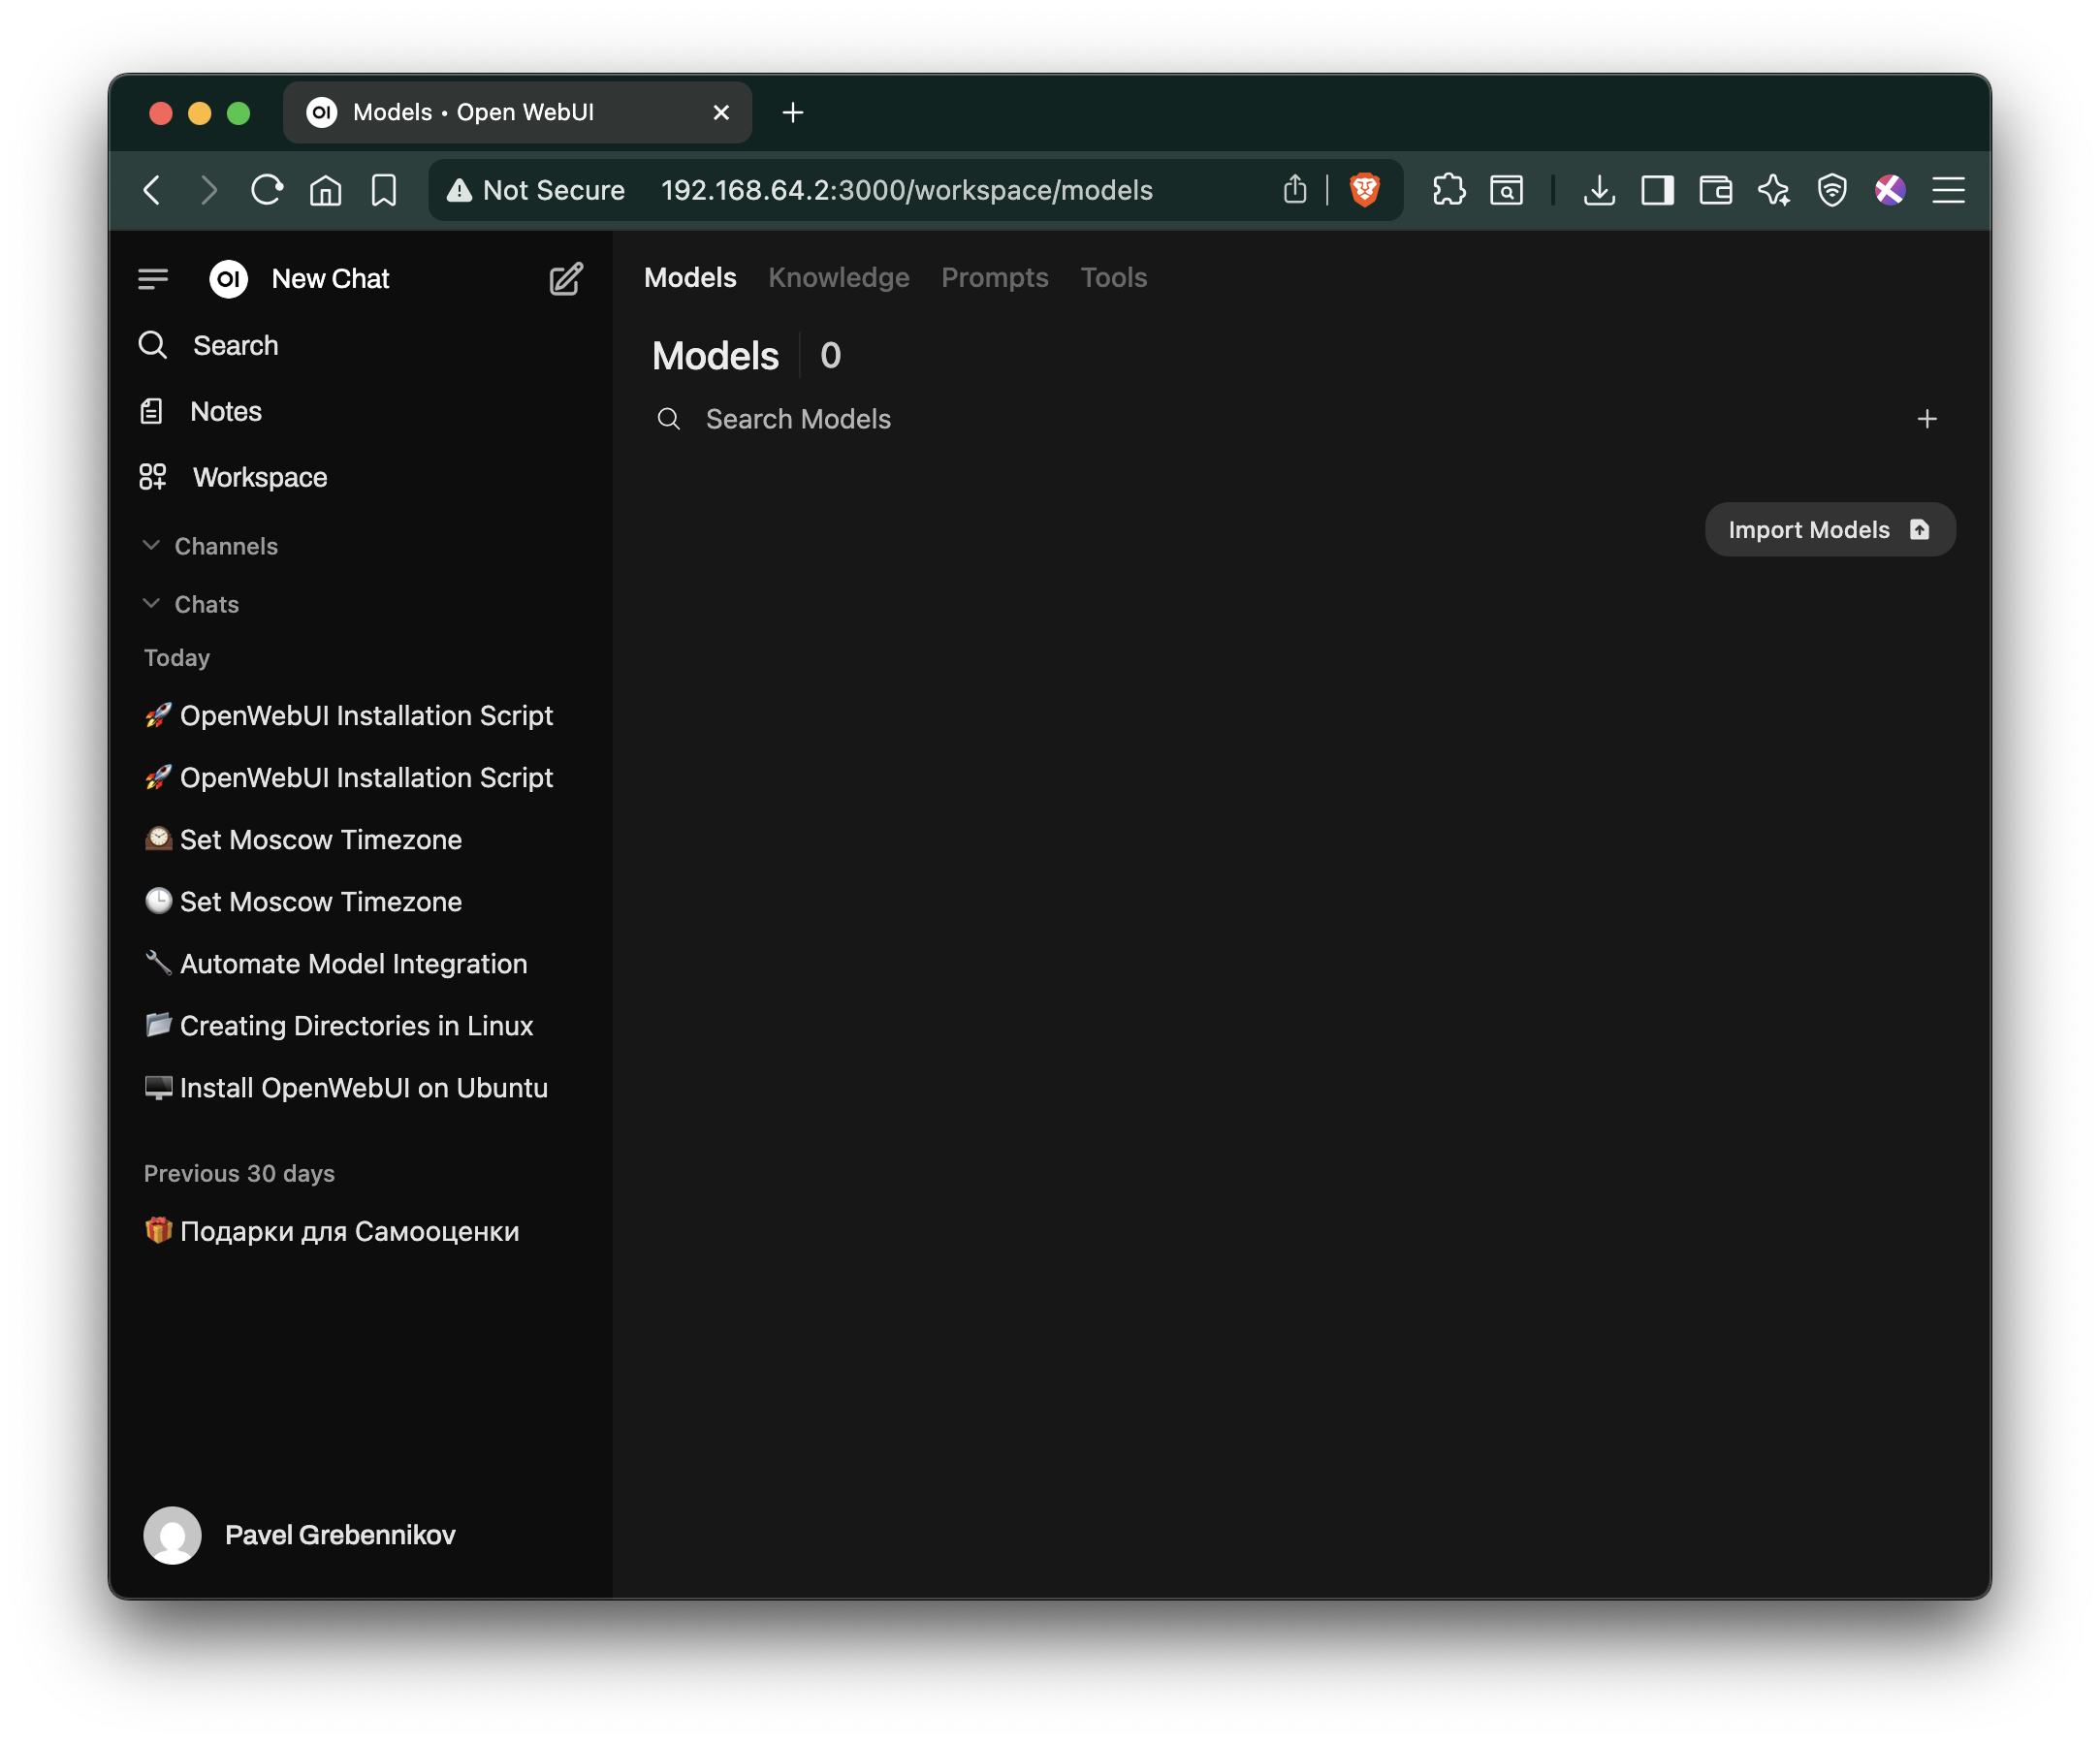 OI Models • Open WebUI
Not Secure 192.168.64.2:3000/workspace/models
OI New Chat
Search
Notes
Workspace
Channels
Chats
Today
🚀 OpenWebUI Installation Script
🚀 OpenWebUI Installation Script
🕰️ Set Moscow Timezone
🕒 Set Moscow Timezone
🔧 Automate Model Integration
📂 Creating Directories in Linux
🖥️ Install OpenWebUI on Ubuntu
Previous 30 days
🎁 Подарки для Самооценки
Pavel Grebennikov
Models Knowledge Prompts Tools
Models 0
Search Models
Import Models